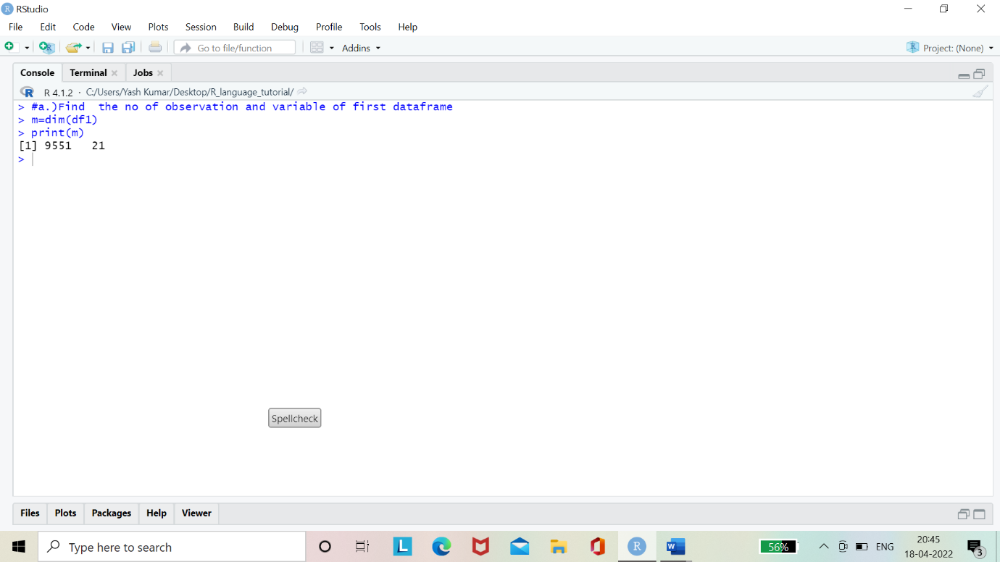 RStudio
File Edit Code View Plots Session Build Debug Profile Tools Help
Go to file/function Addins Project: (None)
Console Terminal Jobs
R 4.1.2 · C:/Users/Yash Kumar/Desktop/R_language_tutorial/
> #a.)Find  the no of observation and variable of first dataframe
> m=dim(df1)
> print(m)
[1] 9551   21
>
Spellcheck
Files Plots Packages Help Viewer
Type here to search 56% ENG 20:45
18-04-2022 3